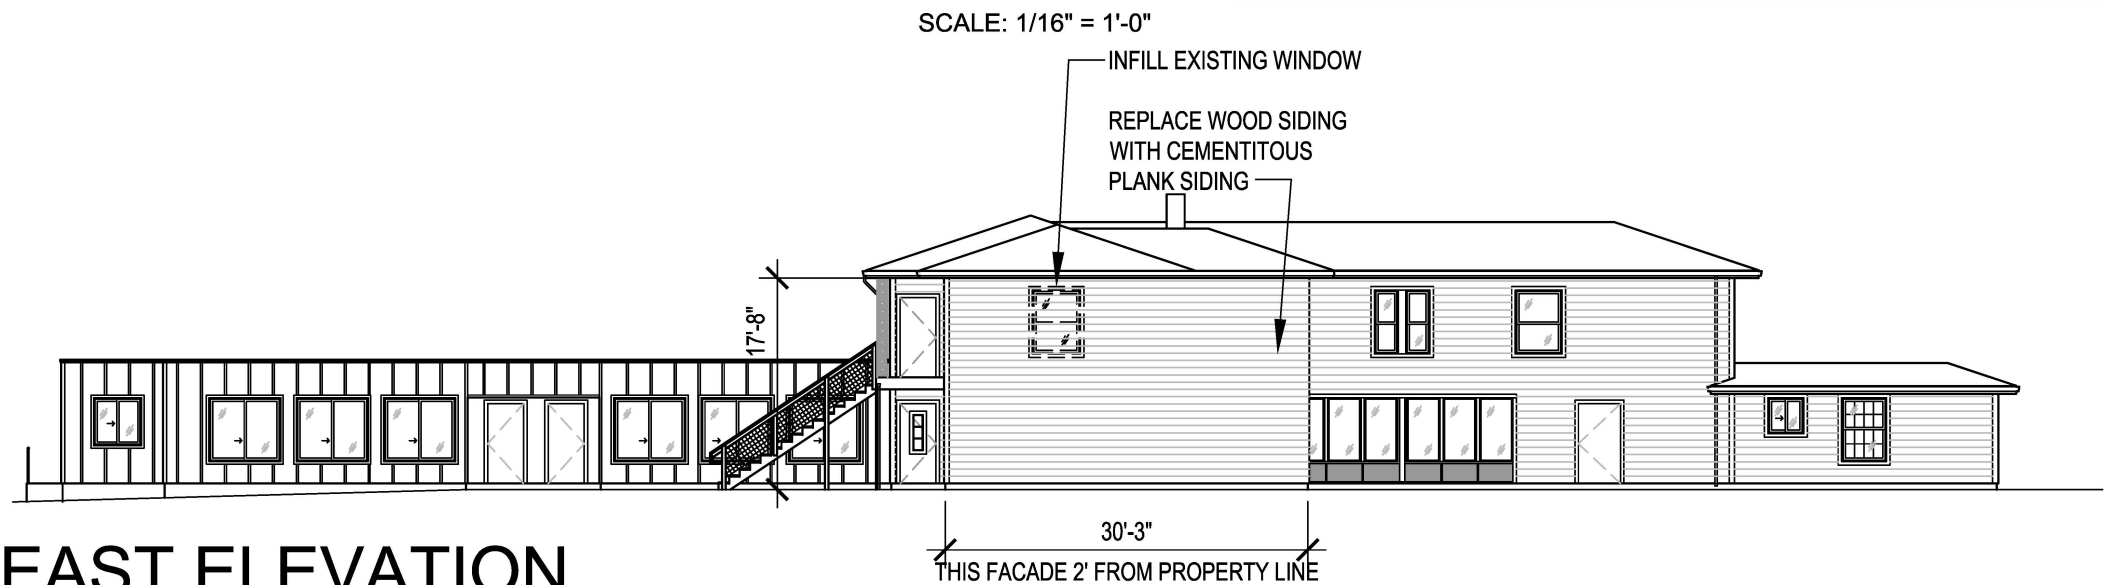 SCALE: 1/16" = 1'-0"
INFILL EXISTING WINDOW
REPLACE WOOD SIDING
WITH CEMENTITOUS
PLANK SIDING
17'-8"
30'-3"
THIS FACADE 2' FROM PROPERTY LINE
EAST ELEVATION